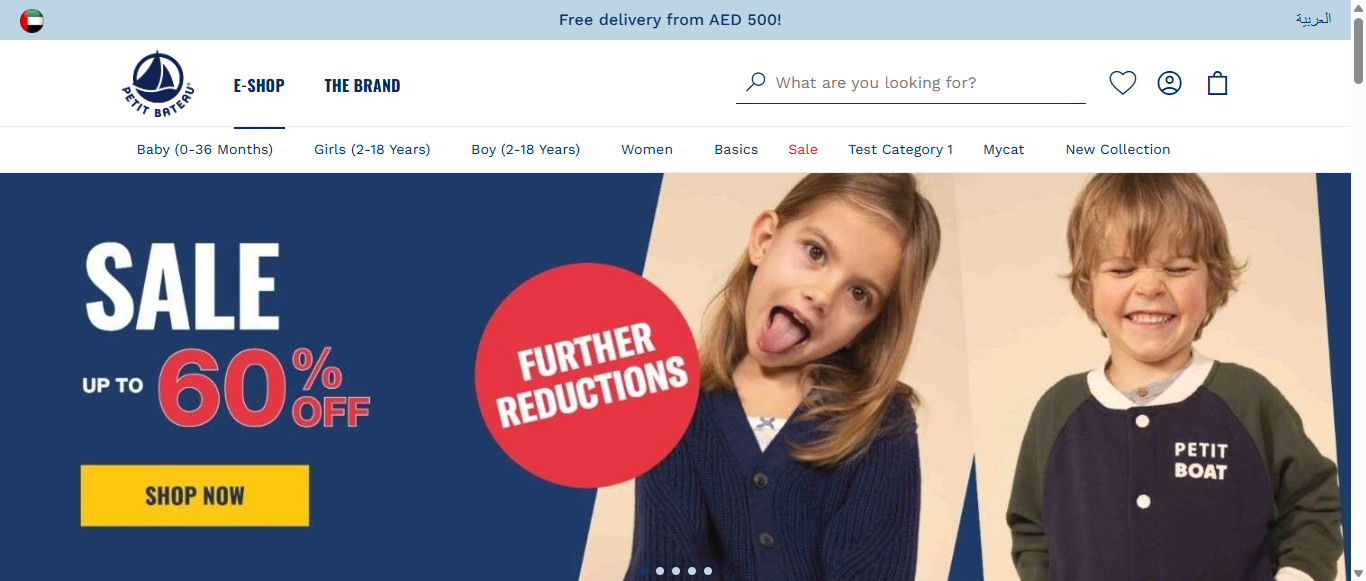 Free delivery from AED 500!
العربية
PETIT BATEAU
E-SHOP
THE BRAND
What are you looking for?
Baby (0-36 Months)
Girls (2-18 Years)
Boy (2-18 Years)
Women
Basics
Sale
Test Category 1
Mycat
New Collection
SALE
UP TO 60% OFF
FURTHER
REDUCTIONS
SHOP NOW
PETIT
BOAT